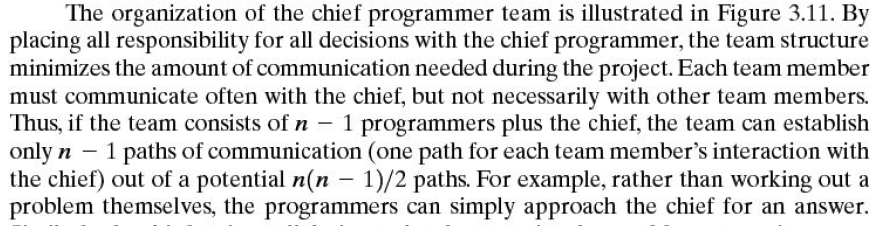 The organization of the chief programmer team is illustrated in Figure 3.11. By
placing all responsibility for all decisions with the chief programmer, the team structure
minimizes the amount of communication needed during the project. Each team member
must communicate often with the chief, but not necessarily with other team members.
Thus, if the team consists of n − 1 programmers plus the chief, the team can establish
only n − 1 paths of communication (one path for each team member's interaction with
the chief) out of a potential n(n − 1)/2 paths. For example, rather than working out a
problem themselves, the programmers can simply approach the chief for an answer.